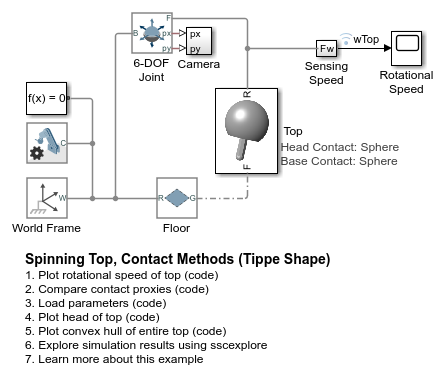 F
B
px
py
px
py
6-DOF
Joint
Camera
Fw
wTop
Sensing
Speed
Rotational
Speed
f(x) = 0
C
R
Top
Head Contact: Sphere
Base Contact: Sphere
F
W
R
G
World Frame
Floor
Spinning Top, Contact Methods (Tippe Shape)
1. Plot rotational speed of top (code)
2. Compare contact proxies (code)
3. Load parameters (code)
4. Plot head of top (code)
5. Plot convex hull of entire top (code)
6. Explore simulation results using sscexplore
7. Learn more about this example